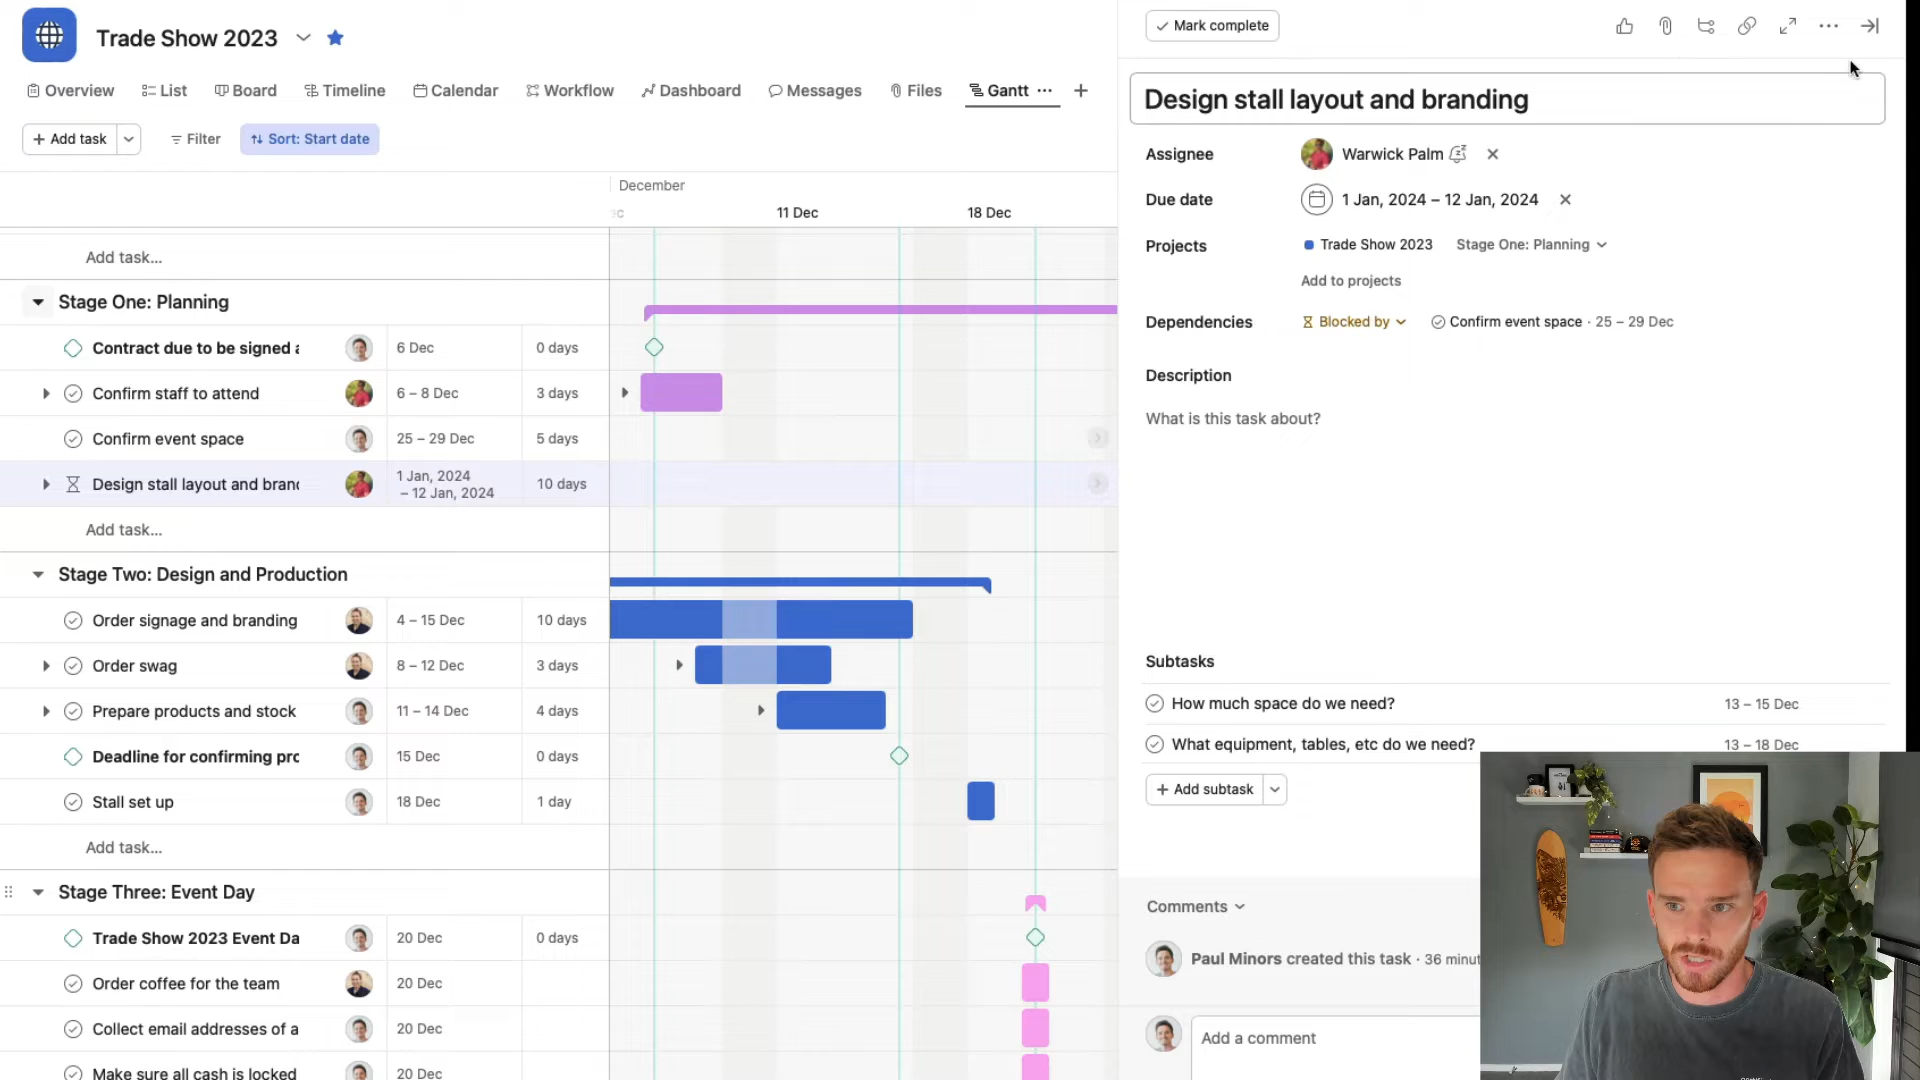 Trade Show 2023
Overview List Board Timeline Calendar Workflow Dashboard Messages Files Gantt
+ Add task Filter Sort: Start date
December
11 Dec 18 Dec
Add task...
Stage One: Planning
Contract due to be signed a
6 Dec 0 days
Confirm staff to attend 6 – 8 Dec 3 days
Confirm event space 25 – 29 Dec 5 days
Design stall layout and branc 1 Jan, 2024
– 12 Jan, 2024 10 days
Add task...
Stage Two: Design and Production
Order signage and branding 4 – 15 Dec 10 days
Order swag 8 – 12 Dec 3 days
Prepare products and stock 11 – 14 Dec 4 days
Deadline for confirming prc 15 Dec 0 days
Stall set up 18 Dec 1 day
Add task...
Stage Three: Event Day
Trade Show 2023 Event Da 20 Dec 0 days
Order coffee for the team 20 Dec
Collect email addresses of a 20 Dec
Make sure all cash is locked 20 Dec
Mark complete
Design stall layout and branding
Assignee Warwick Palm
Due date 1 Jan, 2024 – 12 Jan, 2024
Projects Trade Show 2023 Stage One: Planning
Add to projects
Dependencies Blocked by Confirm event space · 25 – 29 Dec
Description
What is this task about?
Subtasks
How much space do we need? 13 – 15 Dec
What equipment, tables, etc do we need? 13 – 18 Dec
+ Add subtask
Comments
Paul Minors created this task · 36 minut
Add a comment